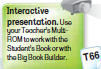 Interactive
presentation. Use
your Teacher's Multi-
ROM to work with the
Student's Book or with
the Big Book Builder.
T66